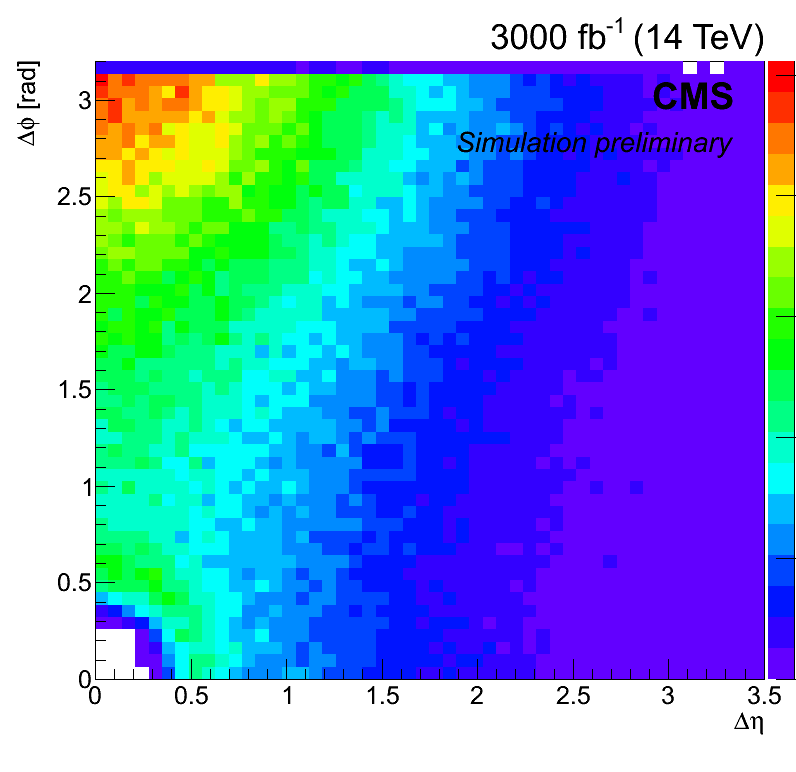 3000 fb⁻¹ (14 TeV)
CMS
Simulation preliminary
Δϕ [rad]
3
2.5
2
1.5
1
0.5
0
0 0.5 1 1.5 2 2.5 3 3.5
Δη